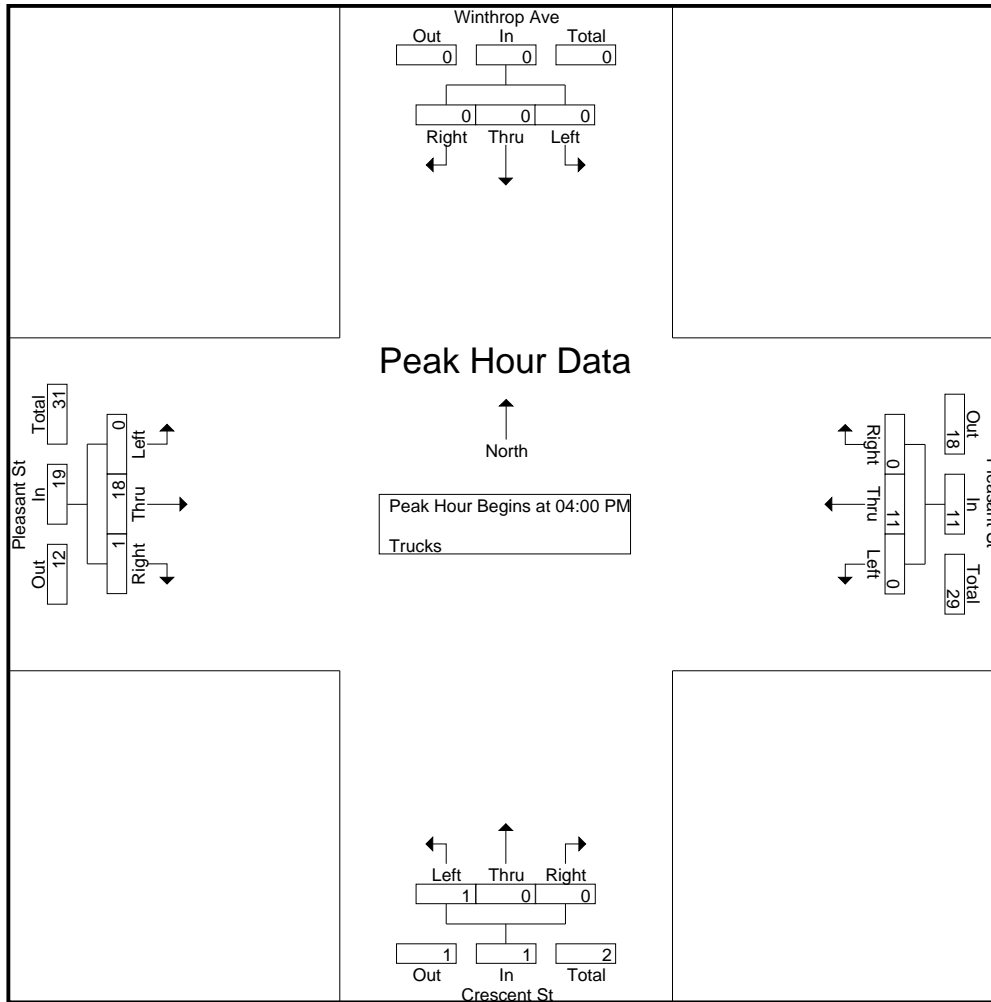 Winthrop Ave
Out In Total
0 0 0
0 0 0
Right Thru Left
Peak Hour Data
North
Peak Hour Begins at 04:00 PM
Trucks
Pleasant St
Out In Total
12 19 31
Right Thru Left
1 18 0
Pleasant St
Out In Total
18 11 29
Right Thru Left
0 11 0
Left Thru Right
1 0 0
1 1 2
Out In Total
Crescent St